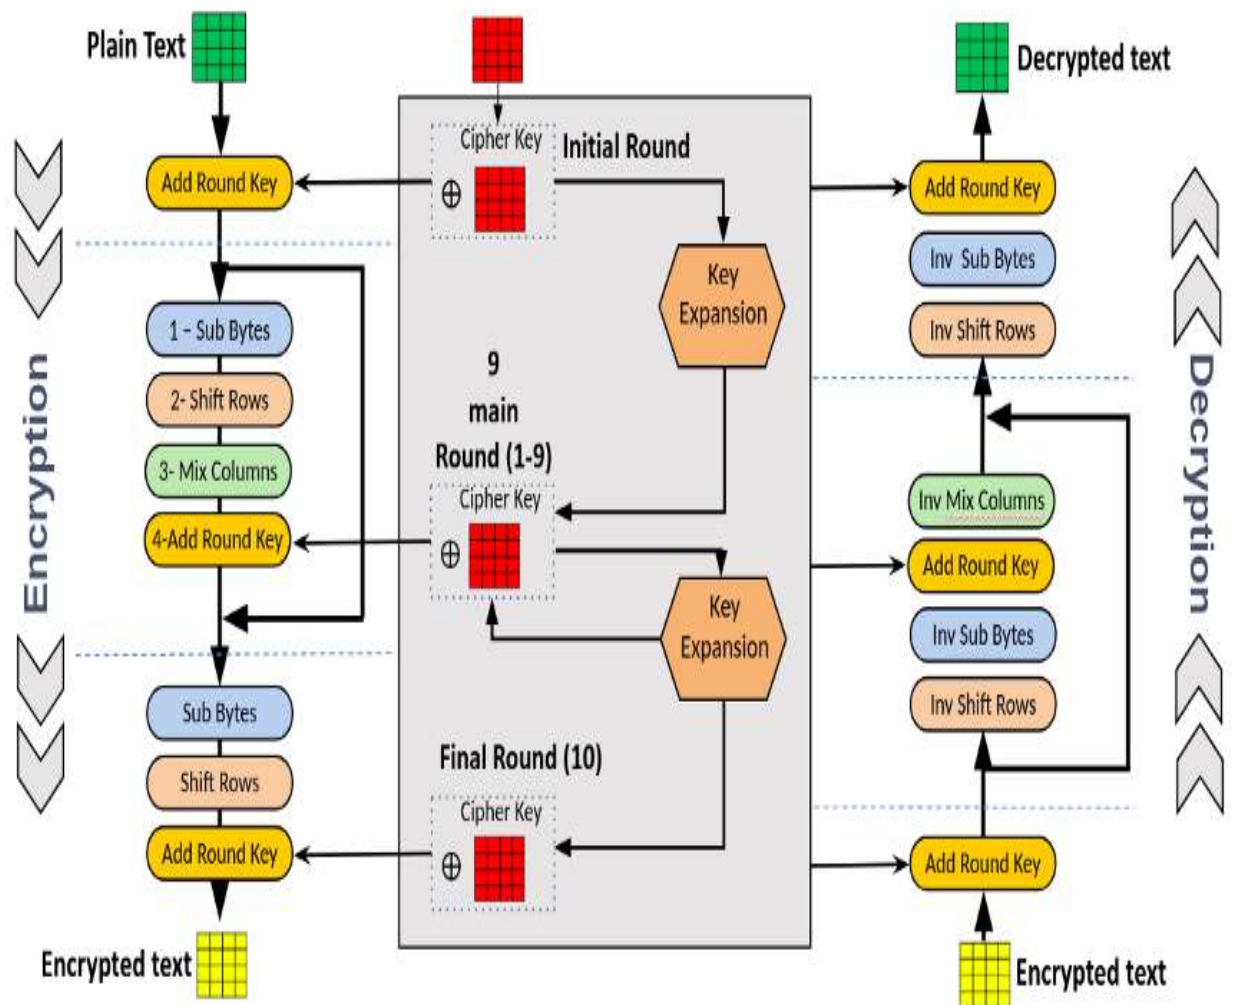 Plain Text
Add Round Key
1 – Sub Bytes
2- Shift Rows
3- Mix Columns
4-Add Round Key
Sub Bytes
Shift Rows
Add Round Key
Encrypted text
Encryption
Cipher Key
Initial Round
⊕
Key
Expansion
9
main
Round (1-9)
Cipher Key
⊕
Key
Expansion
Final Round (10)
Cipher Key
⊕
Decrypted text
Add Round Key
Inv Sub Bytes
Inv Shift Rows
Inv Mix Columns
Add Round Key
Inv Sub Bytes
Inv Shift Rows
Add Round Key
Encrypted text
Decryption